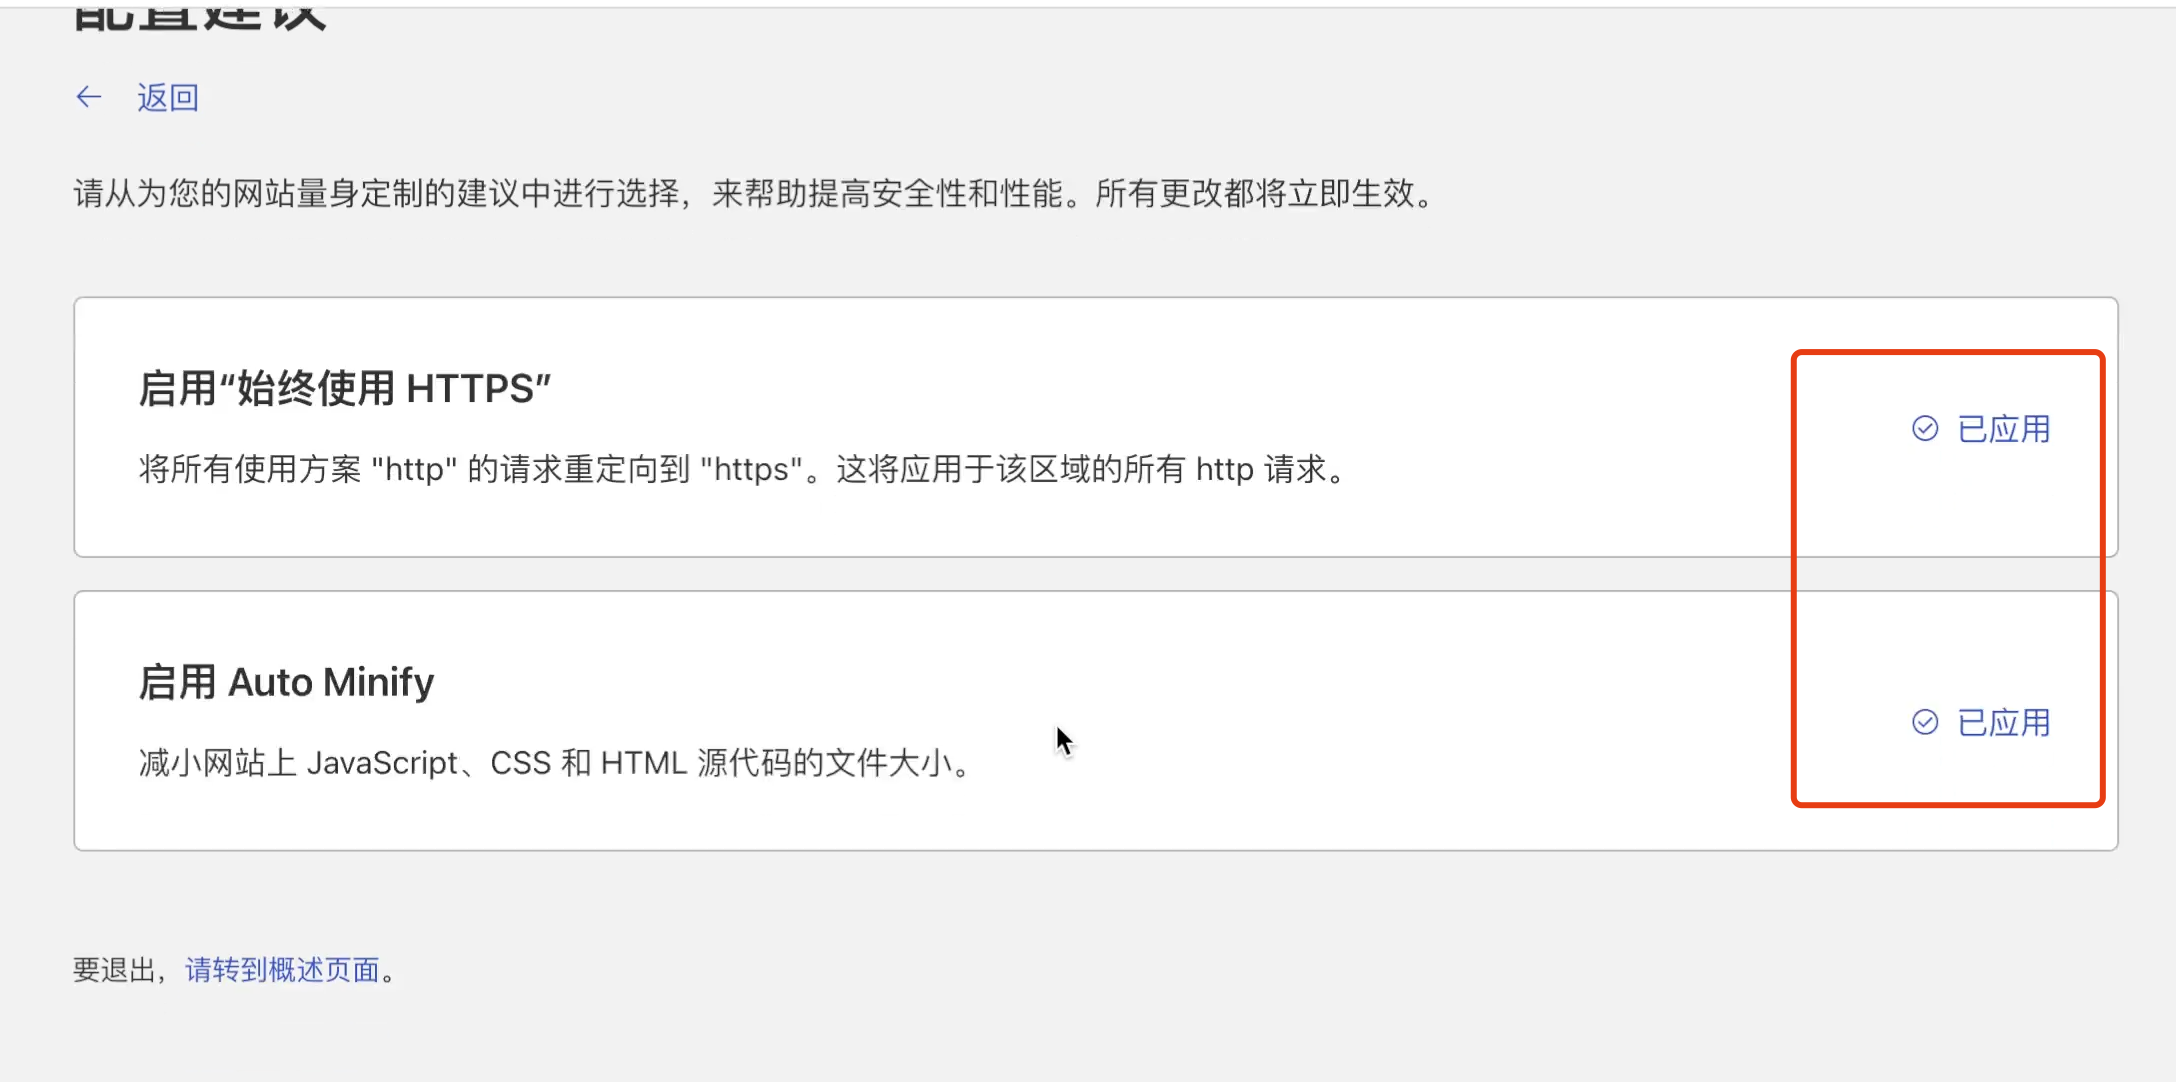 配置建议
← 返回
请从为您的网站量身定制的建议中进行选择，来帮助提高安全性和性能。所有更改都将立即生效。
启用“始终使用 HTTPS”
将所有使用方案 "http" 的请求重定向到 "https"。这将应用于该区域的所有 http 请求。
已应用
启用 Auto Minify
减小网站上 JavaScript、CSS 和 HTML 源代码的文件大小。
已应用
要退出，请转到概述页面。